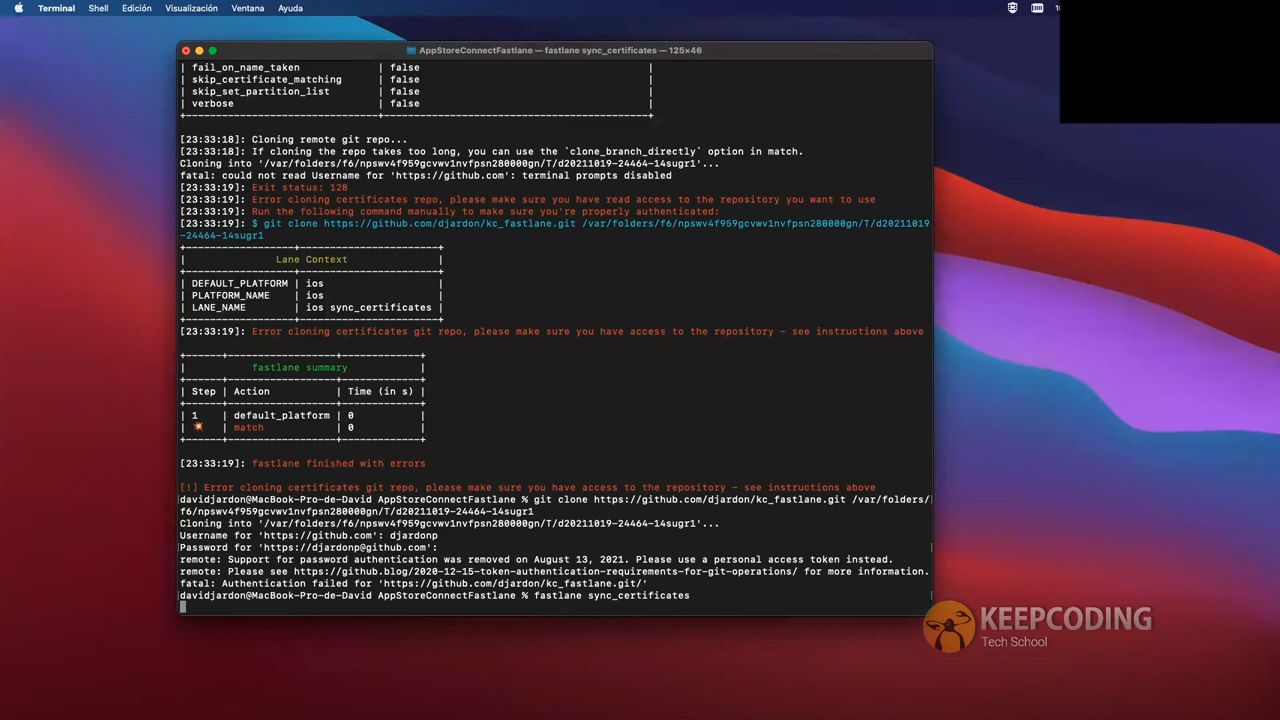 Terminal Shell Edición Visualización Ventana Ayuda
AppStoreConnectFastlane — fastlane sync_certificates — 125×46
| fail_on_name_taken | false |
| skip_certificate_matching | false |
| skip_set_partition_list | false |
| verbose | false |
[23:33:18]: Cloning remote git repo...
[23:33:18]: If cloning the repo takes too long, you can use the `clone_branch_directly` option in match.
Cloning into '/var/folders/f6/npswv4f959gcvwv1nvfpsn280000gn/T/d20211019-24464-14sugr1'...
fatal: could not read Username for 'https://github.com': terminal prompts disabled
[23:33:19]: Exit status: 128
[23:33:19]: Error cloning certificates repo, please make sure you have read access to the repository you want to use
[23:33:19]: Run the following command manually to make sure you're properly authenticated:
[23:33:19]: $ git clone https://github.com/djardon/kc_fastlane.git /var/folders/f6/npswv4f959gcvwv1nvfpsn280000gn/T/d20211019
-24464-14sugr1
| Lane Context |
| DEFAULT_PLATFORM | ios |
| PLATFORM_NAME | ios |
| LANE_NAME | ios sync_certificates |
[23:33:19]: Error cloning certificates git repo, please make sure you have access to the repository - see instructions above
| fastlane summary |
| Step | Action | Time (in s) |
| 1 | default_platform | 0 |
| 💥 | match | 0 |
[23:33:19]: fastlane finished with errors
[!] Error cloning certificates git repo, please make sure you have access to the repository - see instructions above
davidjardon@MacBook-Pro-de-David AppStoreConnectFastlane % git clone https://github.com/djardon/kc_fastlane.git /var/folders/
f6/npswv4f959gcvwv1nvfpsn280000gn/T/d20211019-24464-14sugr1
Cloning into '/var/folders/f6/npswv4f959gcvwv1nvfpsn280000gn/T/d20211019-24464-14sugr1'...
Username for 'https://github.com': djardonp
Password for 'https://djardonp@github.com':
remote: Support for password authentication was removed on August 13, 2021. Please use a personal access token instead.
remote: Please see https://github.blog/2020-12-15-token-authentication-requirements-for-git-operations/ for more information.
fatal: Authentication failed for 'https://github.com/djardon/kc_fastlane.git/'
davidjardon@MacBook-Pro-de-David AppStoreConnectFastlane % fastlane sync_certificates
KEEPCODING
Tech School